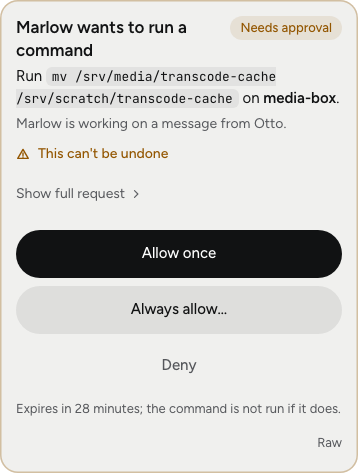 Marlow wants to run a Needs approval
command
Run mv /srv/media/transcode-cache
/srv/scratch/transcode-cache on media-box.
Marlow is working on a message from Otto.
This can't be undone
Show full request
Allow once
Always allow...
Deny
Expires in 28 minutes; the command is not run if it does.
Raw